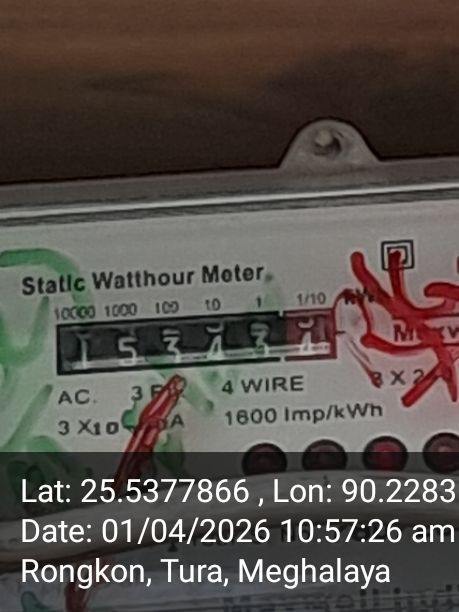 Static Watthour Meter
10000 1000 100 10 1 1/10
1 5 3 4 3 4
AC. 4 WIRE
3 X10 A 1600 Imp/kWh
Lat: 25.5377866 , Lon: 90.2283
Date: 01/04/2026 10:57:26 am
Rongkon, Tura, Meghalaya